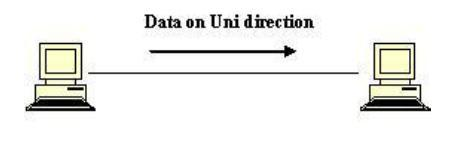 Data on Uni direction